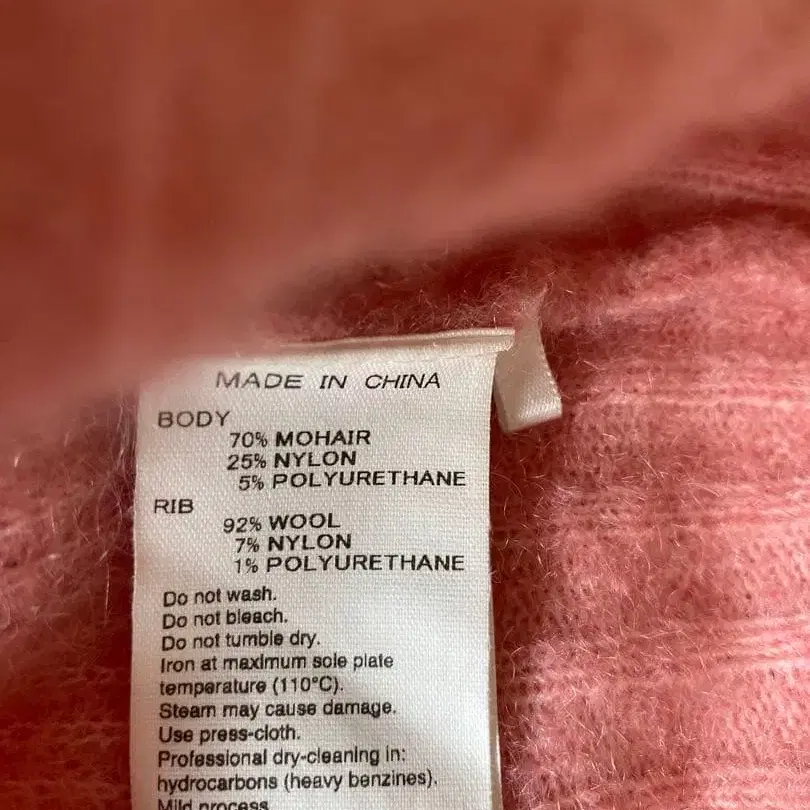 MADE IN CHINA
BODY
70% MOHAIR
25% NYLON
5% POLYURETHANE
RIB
92% WOOL
7% NYLON
1% POLYURETHANE
Do not wash.
Do not bleach.
Do not tumble dry.
Iron at maximum sole plate
temperature (110°C).
Steam may cause damage.
Use press-cloth.
Professional dry-cleaning in:
hydrocarbons (heavy benzines).
Mild process